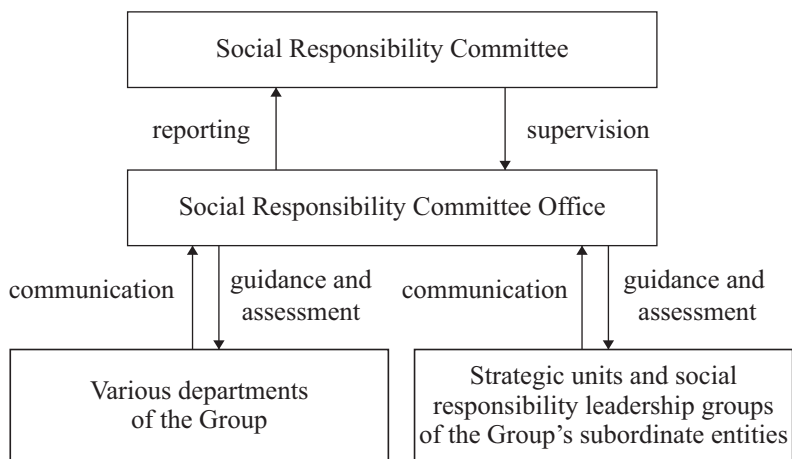 Social Responsibility Committee
reporting
supervision
Social Responsibility Committee Office
communication
guidance and
assessment
communication
guidance and
assessment
Various departments
of the Group
Strategic units and social
responsibility leadership groups
of the Group’s subordinate entities